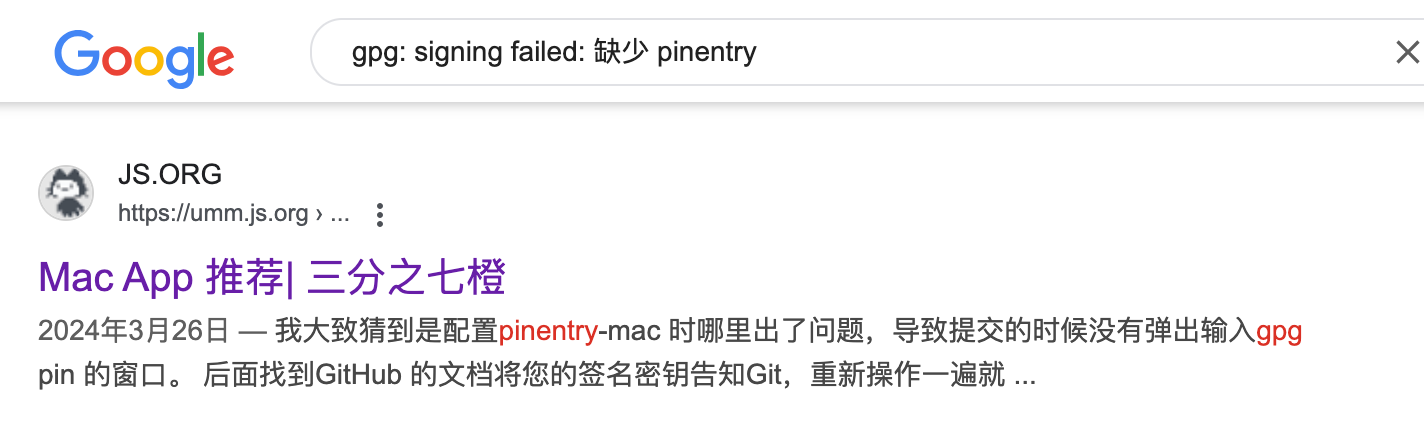 Google
gpg: signing failed: 缺少 pinentry
JS.ORG
https://umm.js.org › ...
Mac App 推荐| 三分之七橙
2024年3月26日 — 我大致猜到是配置pinentry-mac 时哪里出了问题，导致提交的时候没有弹出输入gpg
pin 的窗口。 后面找到GitHub 的文档将您的签名密钥告知Git，重新操作一遍就 ...